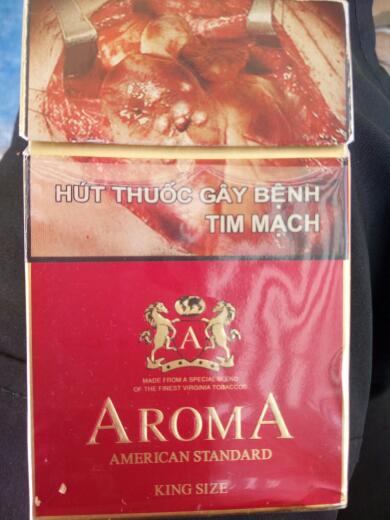 HÚT THUỐC GÂY BỆNH
TIM MẠCH
A
MADE FROM A SPECIAL BLEND
OF THE FINEST VIRGINIA TOBACCOS
AROMA
AMERICAN STANDARD
KING SIZE